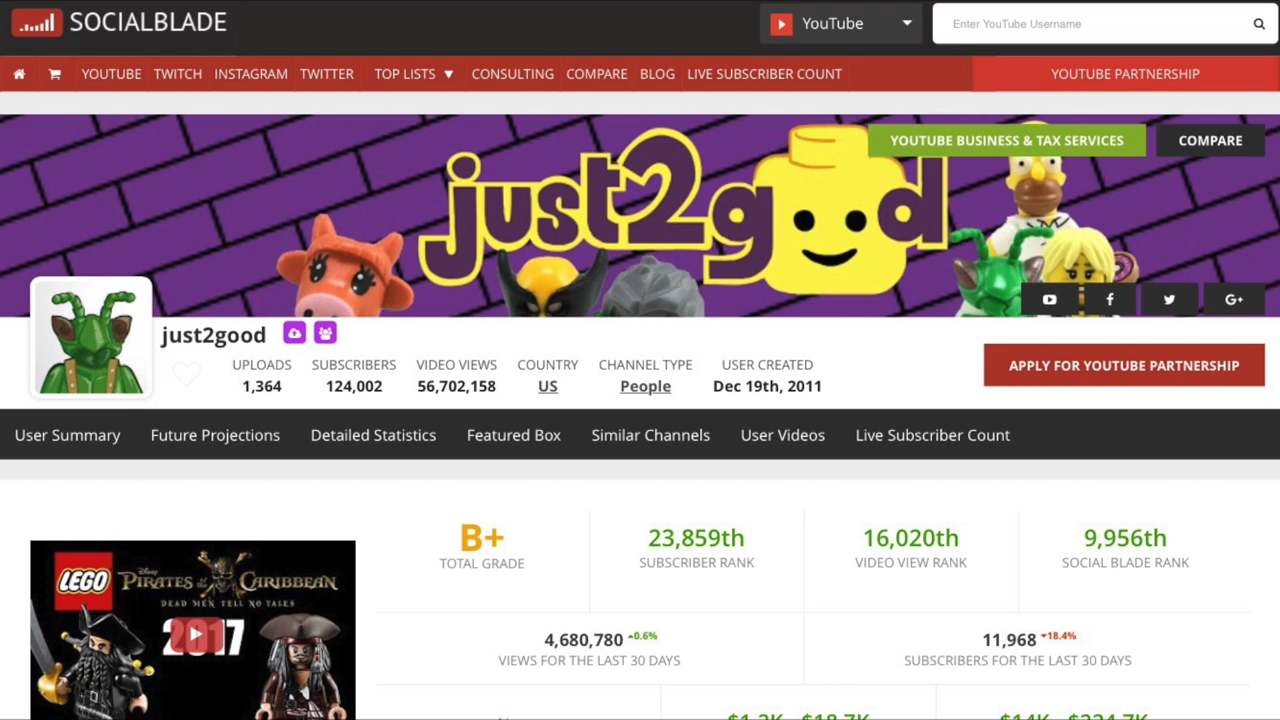 SOCIALBLADE
YouTube
Enter YouTube Username
YOUTUBE TWITCH INSTAGRAM TWITTER TOP LISTS ▼ CONSULTING COMPARE BLOG LIVE SUBSCRIBER COUNT YOUTUBE PARTNERSHIP
YOUTUBE BUSINESS & TAX SERVICES COMPARE
just2good
just2good
UPLOADS SUBSCRIBERS VIDEO VIEWS COUNTRY CHANNEL TYPE USER CREATED
1,364 124,002 56,702,158 US People Dec 19th, 2011
APPLY FOR YOUTUBE PARTNERSHIP
User Summary Future Projections Detailed Statistics Featured Box Similar Channels User Videos Live Subscriber Count
LEGO Disney PIRATES of the CARIBBEAN
DEAD MEN TELL NO TALES
2017
B+ 23,859th 16,020th 9,956th
TOTAL GRADE SUBSCRIBER RANK VIDEO VIEW RANK SOCIAL BLADE RANK
4,680,780 0.6% 11,968 18.4%
VIEWS FOR THE LAST 30 DAYS SUBSCRIBERS FOR THE LAST 30 DAYS